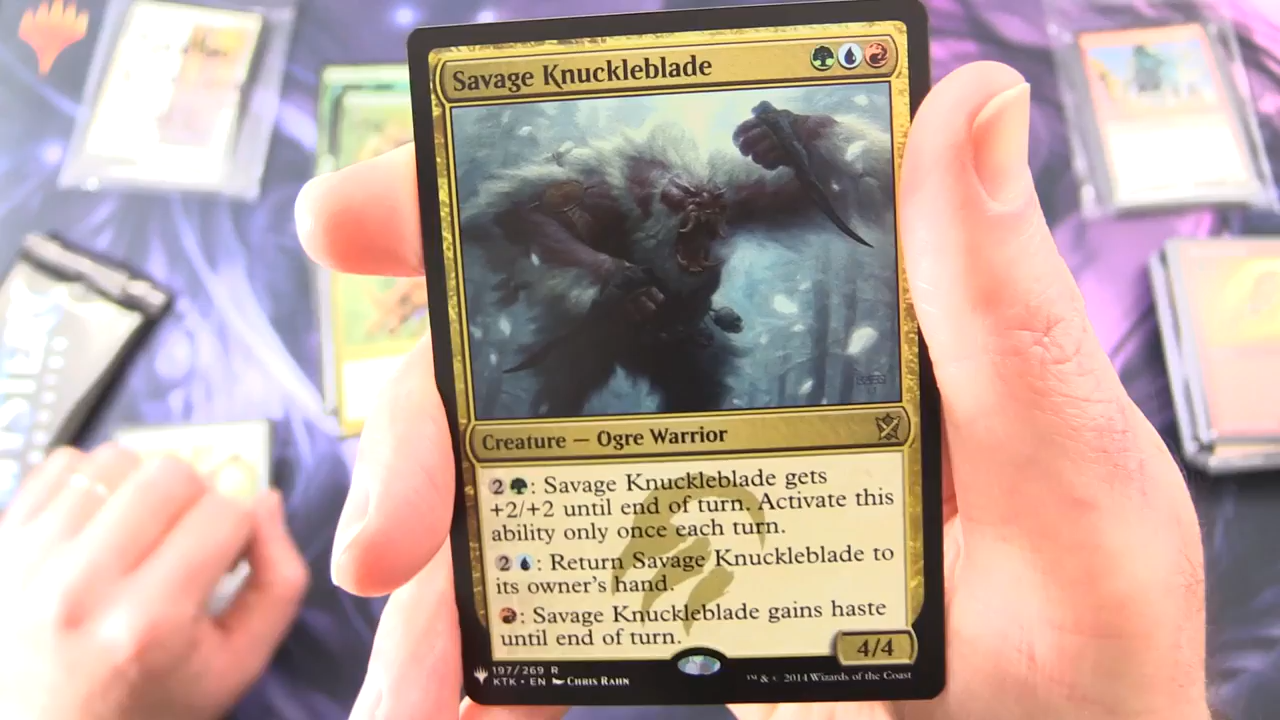 Savage Knuckleblade
Creature — Ogre Warrior
2 : Savage Knuckleblade gets
+2/+2 until end of turn. Activate this
ability only once each turn.
2 : Return Savage Knuckleblade to
its owner's hand.
: Savage Knuckleblade gains haste
until end of turn.
4/4
197/269 R
KTK • EN Chris Rahn
™ & © 2014 Wizards of the Coast